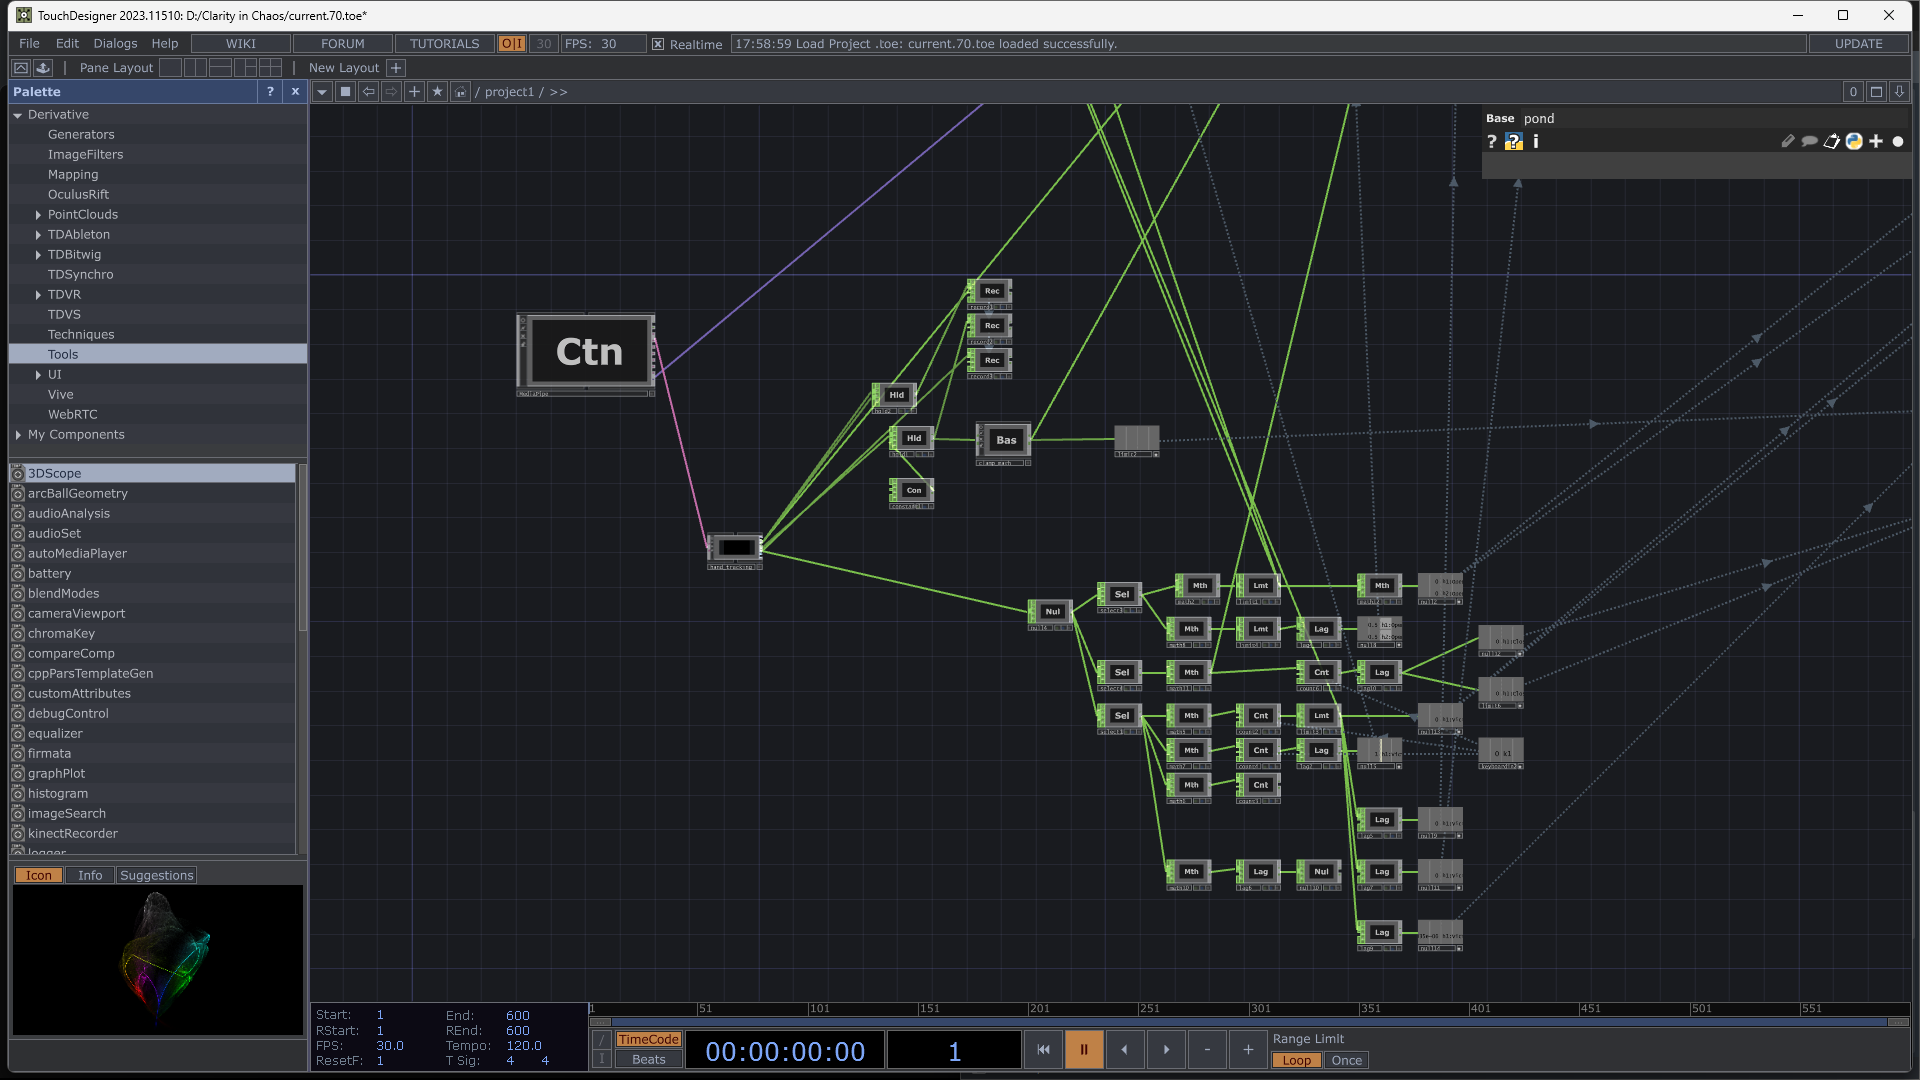 TouchDesigner 2023.11510: D:/Clarity in Chaos/current.70.toe*
File Edit Dialogs Help WIKI FORUM TUTORIALS O|I 30 FPS: 30 Realtime 17:58:59 Load Project .toe: current.70.toe loaded successfully. UPDATE
Pane Layout New Layout +
Palette ? x
/ project1 / >> 0
Derivative
Generators
ImageFilters
Mapping
OculusRift
PointClouds
TDAbleton
TDBitwig
TDSynchro
TDVR
TDVS
Techniques
Tools
UI
Vive
WebRTC
My Components
3DScope
arcBallGeometry
audioAnalysis
audioSet
autoMediaPlayer
battery
blendModes
cameraViewport
chromaKey
compareComp
cppParsTemplateGen
customAttributes
debugControl
equalizer
firmata
graphPlot
histogram
imageSearch
kinectRecorder
logger
Icon Info Suggestions
Base pond
? ? i
Ctn
MediaPipe
Rec
Rec
Rec
Hld
Hld
Bas
clamp_math
Con
hand_tracking
Nul
Sel
Mth Lmt Mth
Mth Lmt Lag
Sel Mth Cnt Lag
Sel Mth Cnt Lmt
Mth Cnt Lag
0 k1
Mth Cnt
Lag
Mth Lag Nul Lag
Lag
Start: 1 End: 600
RStart: 1 REnd: 600
FPS: 30.0 Tempo: 120.0
ResetF: 1 T Sig: 4 4
1 51 101 151 201 251 301 351 401 451 501 551
TimeCode
Beats
00:00:00:00
1
- +
Range Limit
Loop Once